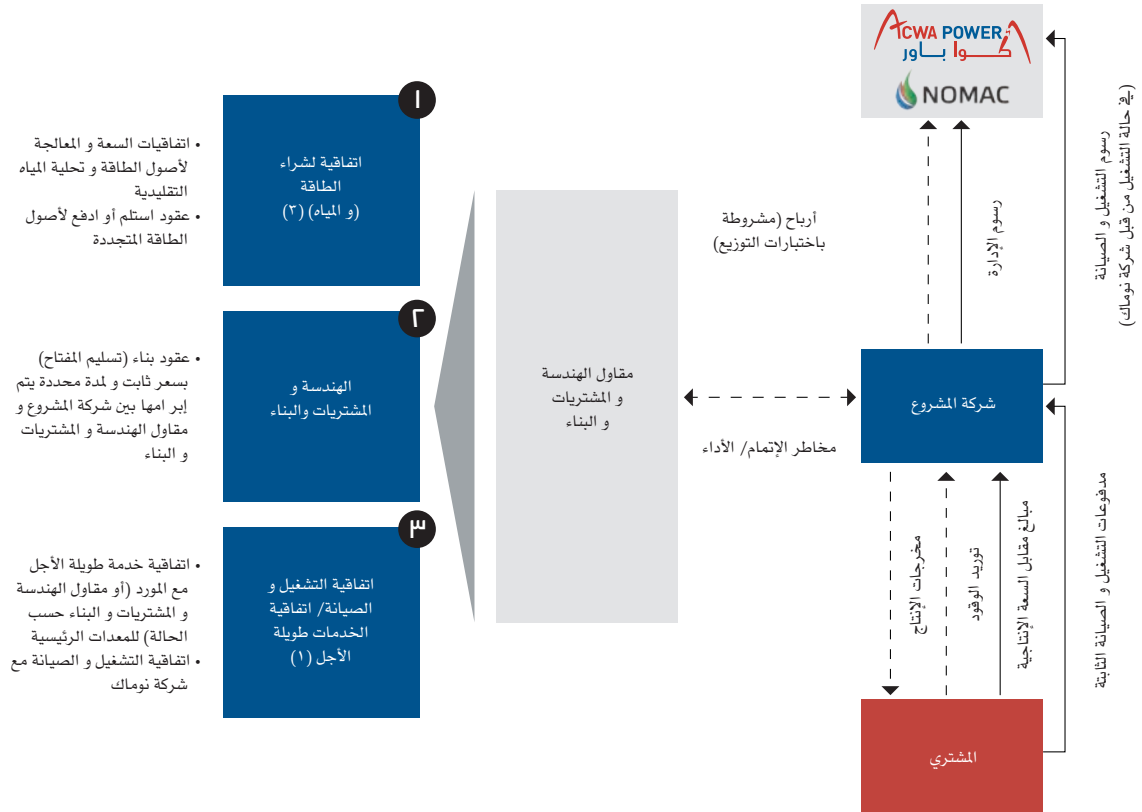 ACWA POWER
أكوا باور
NOMAC
رسوم التشغيل و الصيانة
(في حالة التشغيل من قبل شركة نوماك)
رسوم الإدارة
أرباح (مشروطة
باختبارات التوزيع)
شركة المشروع
مخاطر الإتمام/ الأداء
مدفوعات التشغيل و الصيانة الثابتة
مبالغ مقابل السعة الإنتاجية
توريد الوقود
مخرجات الإنتاج
المشتري
مقاول الهندسة
و المشتريات
و البناء
١
اتفاقية لشراء
الطاقة
(و المياه) (٢)
• اتفاقيات السعة و المعالجة
لأصول الطاقة و تحلية المياه
التقليدية
• عقود استلم أو ادفع لأصول
الطاقة المتجددة
٢
الهندسة و
المشتريات والبناء
• عقود بناء (تسليم المفتاح)
بسعر ثابت و لمدة محددة يتم
إبر امها بين شركة المشروع و
مقاول الهندسة و المشتريات
و البناء
٣
اتفاقية التشغيل و
الصيانة/ اتفاقية
الخدمات طويلة
الأجل (١)
• اتفاقية خدمة طويلة الأجل
مع المورد (أو مقاول الهندسة
و المشتريات و البناء حسب
الحالة) للمعدات الرئيسية
• اتفاقية التشغيل و الصيانة مع
شركة نوماك